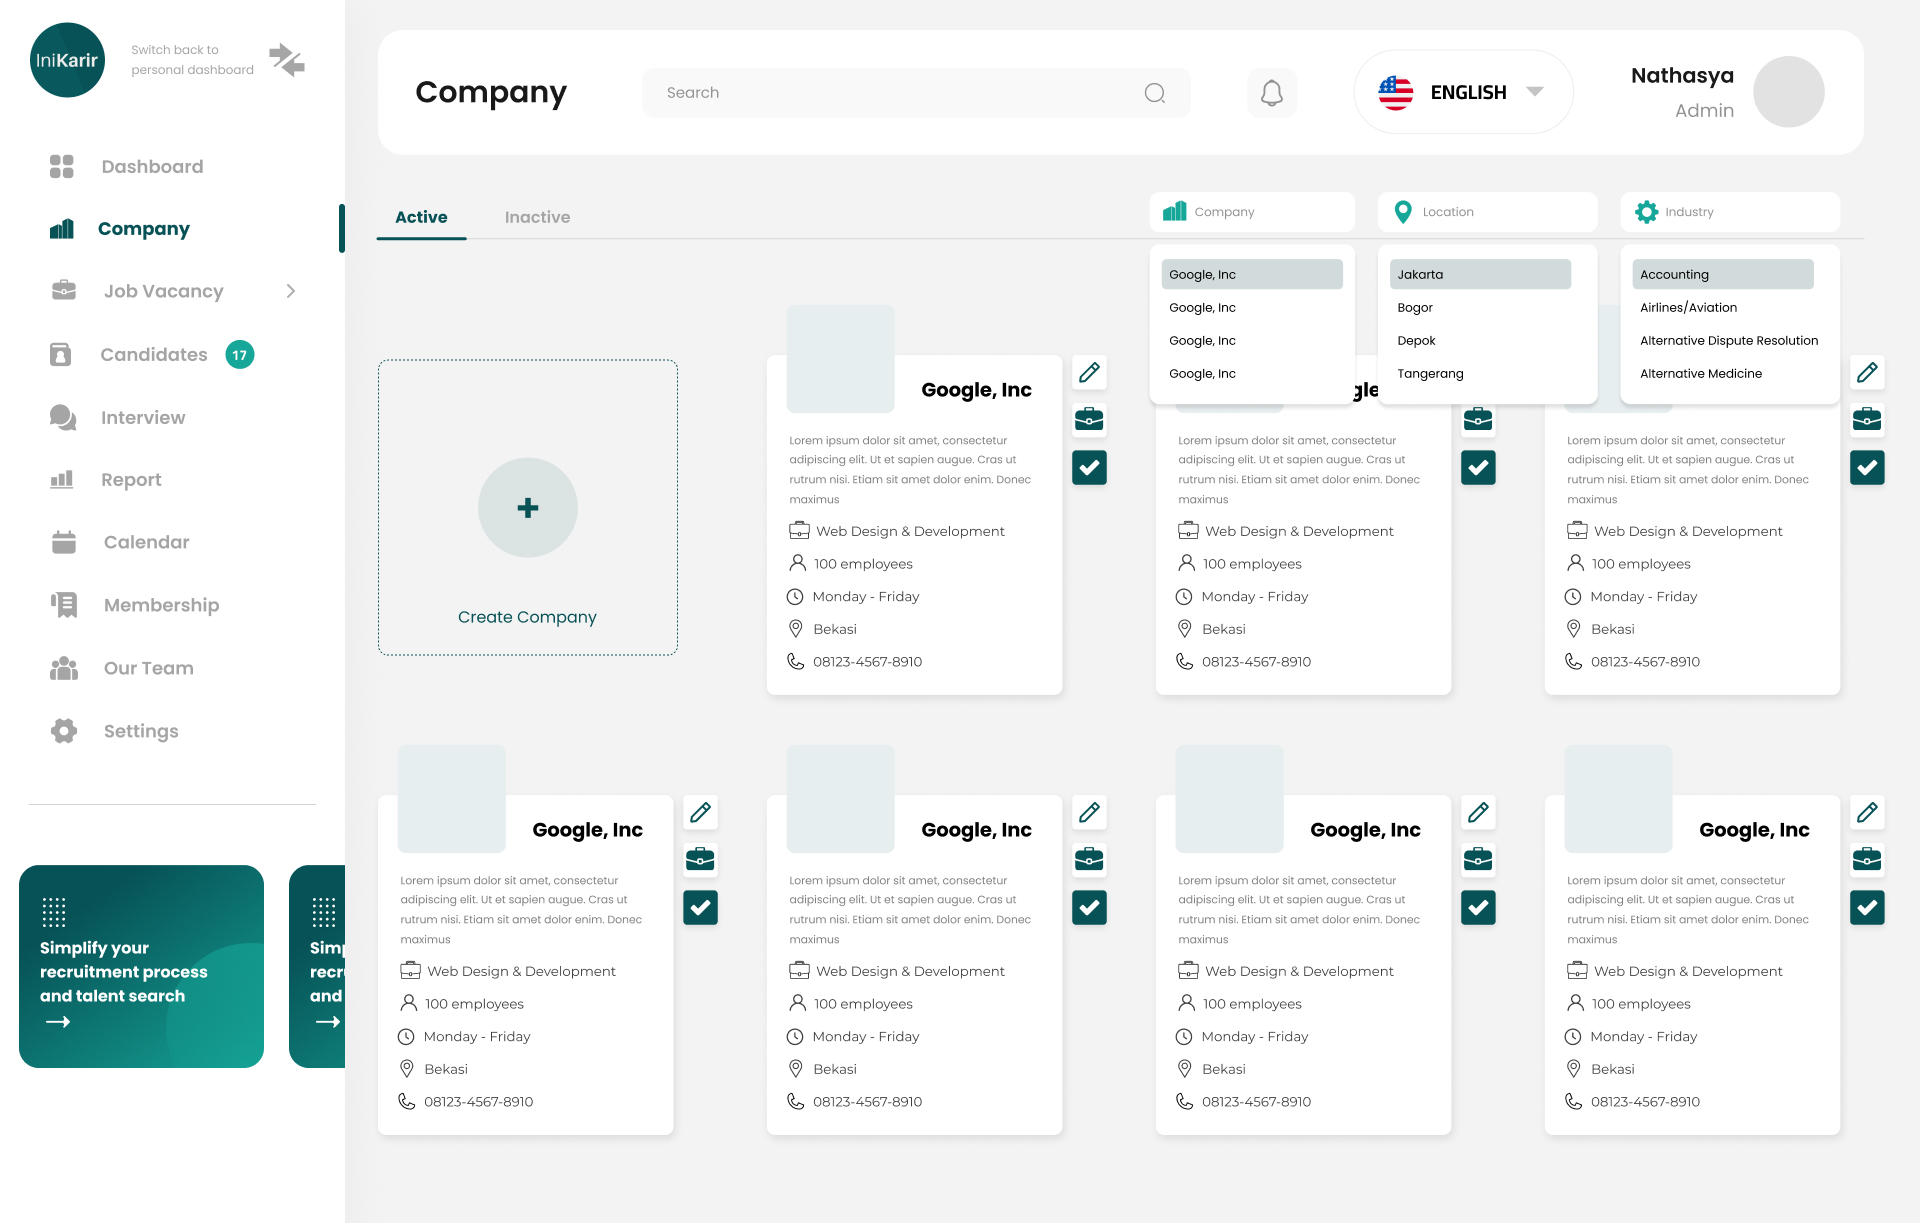 IniKarir
Switch back to
personal dashboard
Company
Search
ENGLISH
Nathasya
Admin
Dashboard
Company
Job Vacancy
Candidates 17
Interview
Report
Calendar
Membership
Our Team
Settings
Simplify your
recruitment process
and talent search
Simp
recru
and
Active
Inactive
Company
Location
Industry
Google, Inc
Google, Inc
Google, Inc
Google, Inc
Jakarta
Bogor
Depok
Tangerang
Accounting
Airlines/Aviation
Alternative Dispute Resolution
Alternative Medicine
Create Company
Google, Inc
Lorem ipsum dolor sit amet, consectetur
adipiscing elit. Ut et sapien augue. Cras ut
rutrum nisi. Etiam sit amet dolor enim. Donec
maximus
Web Design & Development
100 employees
Monday - Friday
Bekasi
08123-4567-8910
gle
Lorem ipsum dolor sit amet, consectetur
adipiscing elit. Ut et sapien augue. Cras ut
rutrum nisi. Etiam sit amet dolor enim. Donec
maximus
Web Design & Development
100 employees
Monday - Friday
Bekasi
08123-4567-8910
Lorem ipsum dolor sit amet, consectetur
adipiscing elit. Ut et sapien augue. Cras ut
rutrum nisi. Etiam sit amet dolor enim. Donec
maximus
Web Design & Development
100 employees
Monday - Friday
Bekasi
08123-4567-8910
Google, Inc
Lorem ipsum dolor sit amet, consectetur
adipiscing elit. Ut et sapien augue. Cras ut
rutrum nisi. Etiam sit amet dolor enim. Donec
maximus
Web Design & Development
100 employees
Monday - Friday
Bekasi
08123-4567-8910
Google, Inc
Lorem ipsum dolor sit amet, consectetur
adipiscing elit. Ut et sapien augue. Cras ut
rutrum nisi. Etiam sit amet dolor enim. Donec
maximus
Web Design & Development
100 employees
Monday - Friday
Bekasi
08123-4567-8910
Google, Inc
Lorem ipsum dolor sit amet, consectetur
adipiscing elit. Ut et sapien augue. Cras ut
rutrum nisi. Etiam sit amet dolor enim. Donec
maximus
Web Design & Development
100 employees
Monday - Friday
Bekasi
08123-4567-8910
Google, Inc
Lorem ipsum dolor sit amet, consectetur
adipiscing elit. Ut et sapien augue. Cras ut
rutrum nisi. Etiam sit amet dolor enim. Donec
maximus
Web Design & Development
100 employees
Monday - Friday
Bekasi
08123-4567-8910